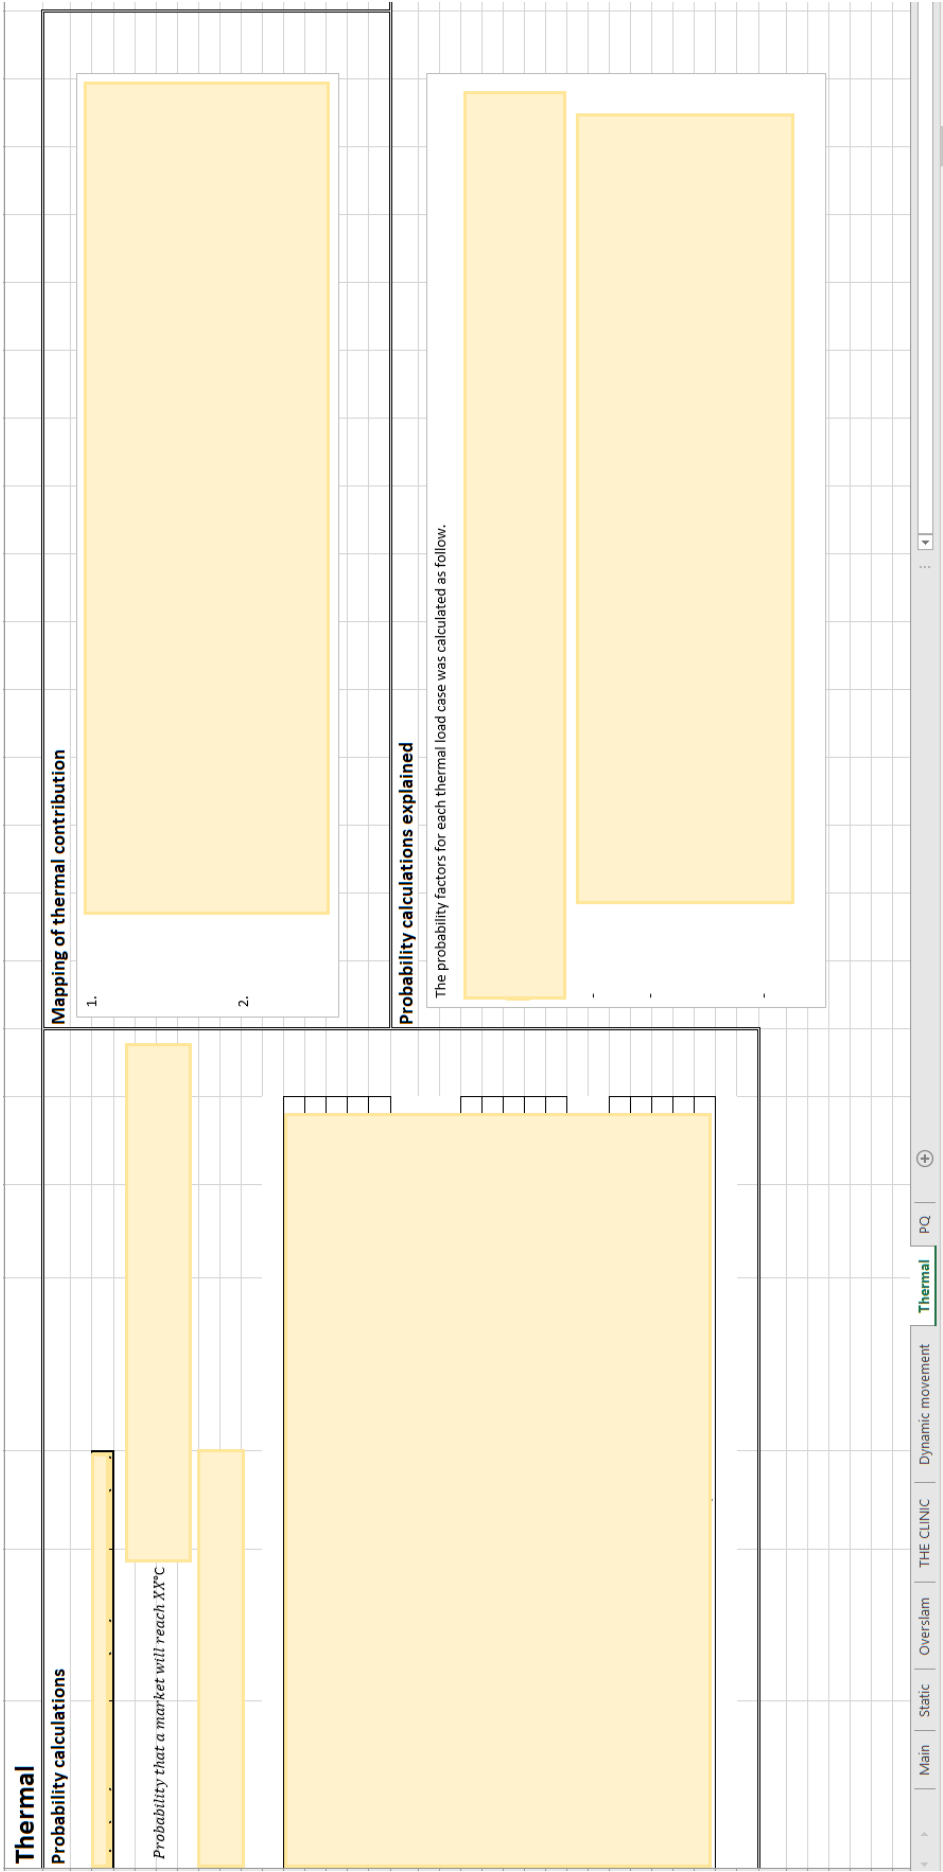 Thermal
Probability calculations
Probability that a market will reach XX°C
Mapping of thermal contribution
1.
2.
Probability calculations explained
The probability factors for each thermal load case was calculated as follow.
-
-
-
Main
Static
Overslam
THE CLINIC
Dynamic movement
Thermal
PQ